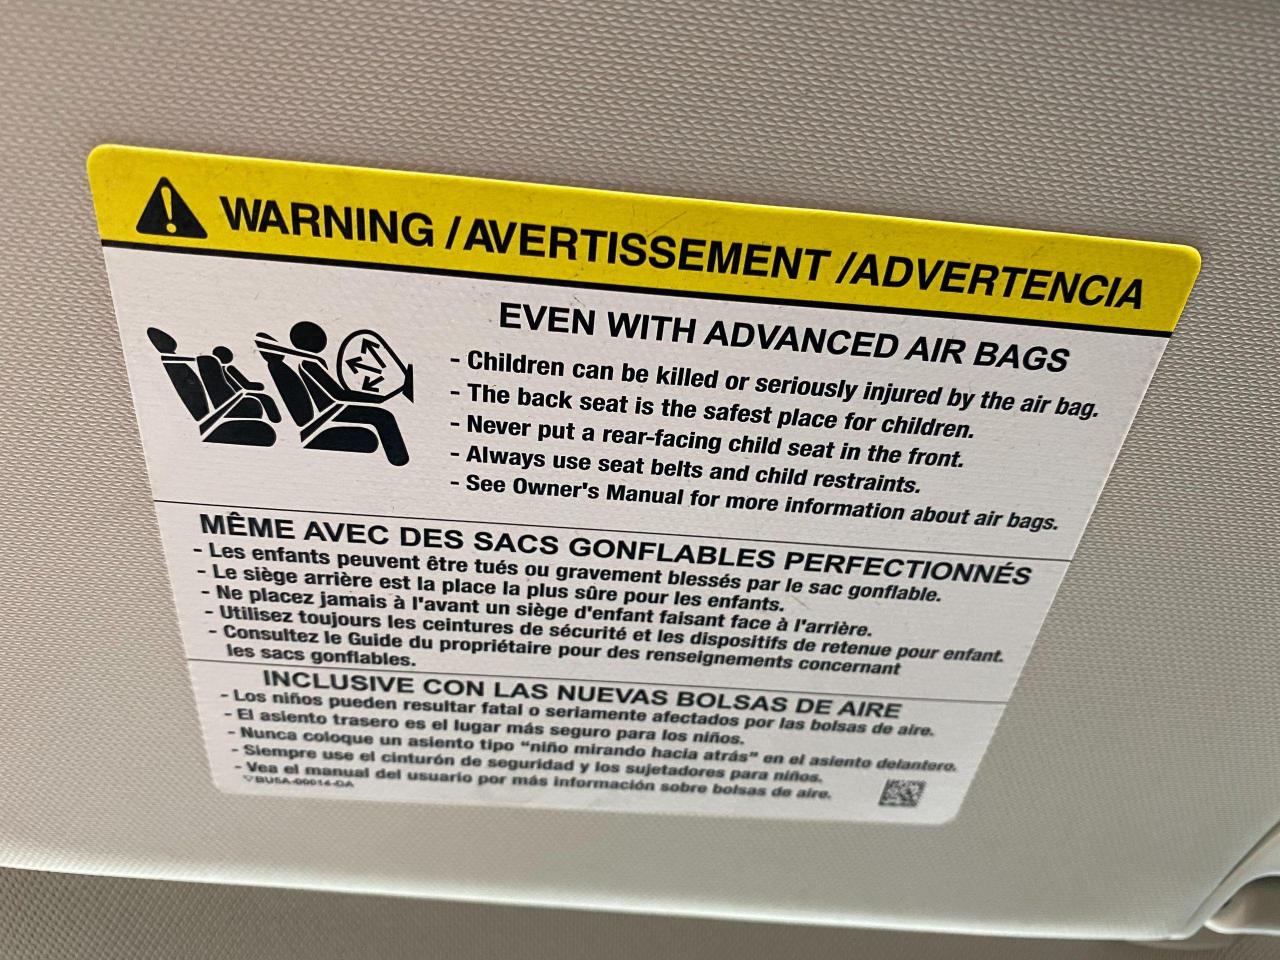 WARNING /AVERTISSEMENT /ADVERTENCIA
EVEN WITH ADVANCED AIR BAGS
- Children can be killed or seriously injured by the air bag.
- The back seat is the safest place for children.
- Never put a rear-facing child seat in the front.
- Always use seat belts and child restraints.
- See Owner's Manual for more information about air bags.
MÊME AVEC DES SACS GONFLABLES PERFECTIONNÉS
- Les enfants peuvent être tués ou gravement blessés par le sac gonflable.
- Le siège arrière est la place la plus sûre pour les enfants.
- Ne placez jamais à l'avant un siège d'enfant faisant face à l'arrière.
- Utilisez toujours les ceintures de sécurité et les dispositifs de retenue pour enfant.
- Consultez le Guide du propriétaire pour des renseignements concernant
les sacs gonflables.
INCLUSIVE CON LAS NUEVAS BOLSAS DE AIRE
- Los niños pueden resultar fatal o seriamente afectados por las bolsas de aire.
- El asiento trasero es el lugar más seguro para los niños.
- Nunca coloque un asiento tipo “niño mirando hacia atrás” en el asiento delantero.
- Siempre use el cinturón de seguridad y los sujetadores para niños.
- Vea el manual del usuario por más información sobre bolsas de aire.